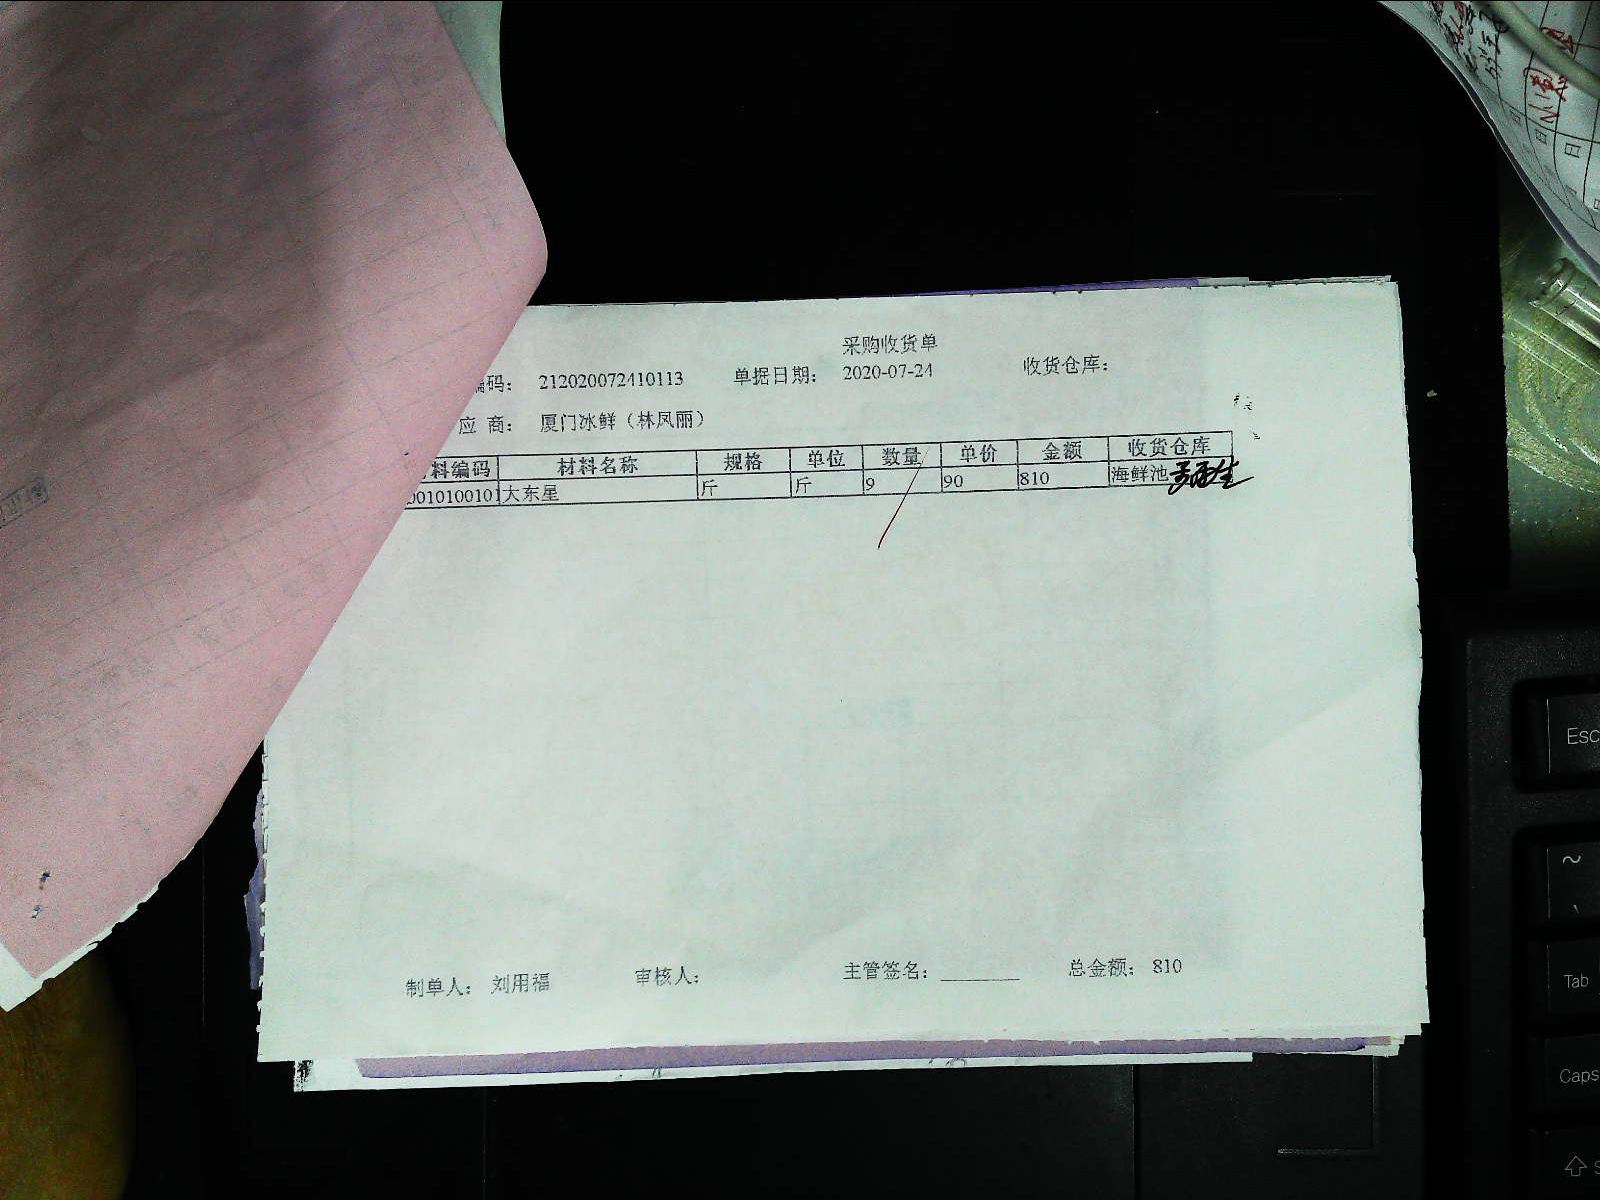 采购收货单
编码： 212020072410113 单据日期： 2020-07-24 收货仓库：
应 商： 厦门冰鲜（林凤丽）
料编码 材料名称 规格 单位 数量 单价 金额 收货仓库
0010100101 大东星 斤 斤 9 90 810 海鲜池
制单人： 刘用福 审核人： 主管签名： ________ 总金额： 810
Esc
~
Tab
Caps